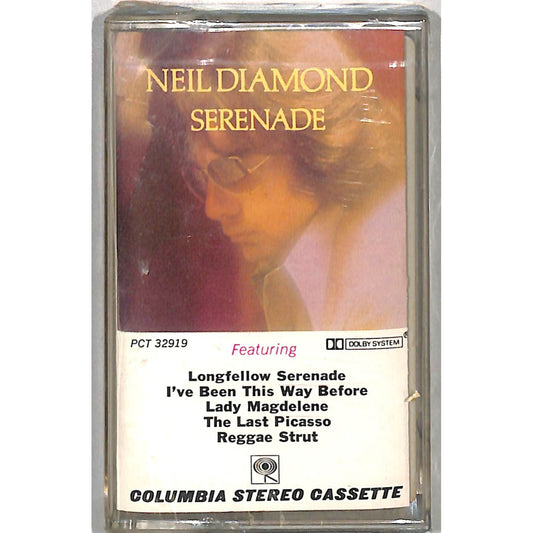 NEIL DIAMOND
SERENADE
PCT 32919
Featuring
DOLBY SYSTEM
Longfellow Serenade
I've Been This Way Before
Lady Magdelene
The Last Picasso
Reggae Strut
COLUMBIA STEREO CASSETTE